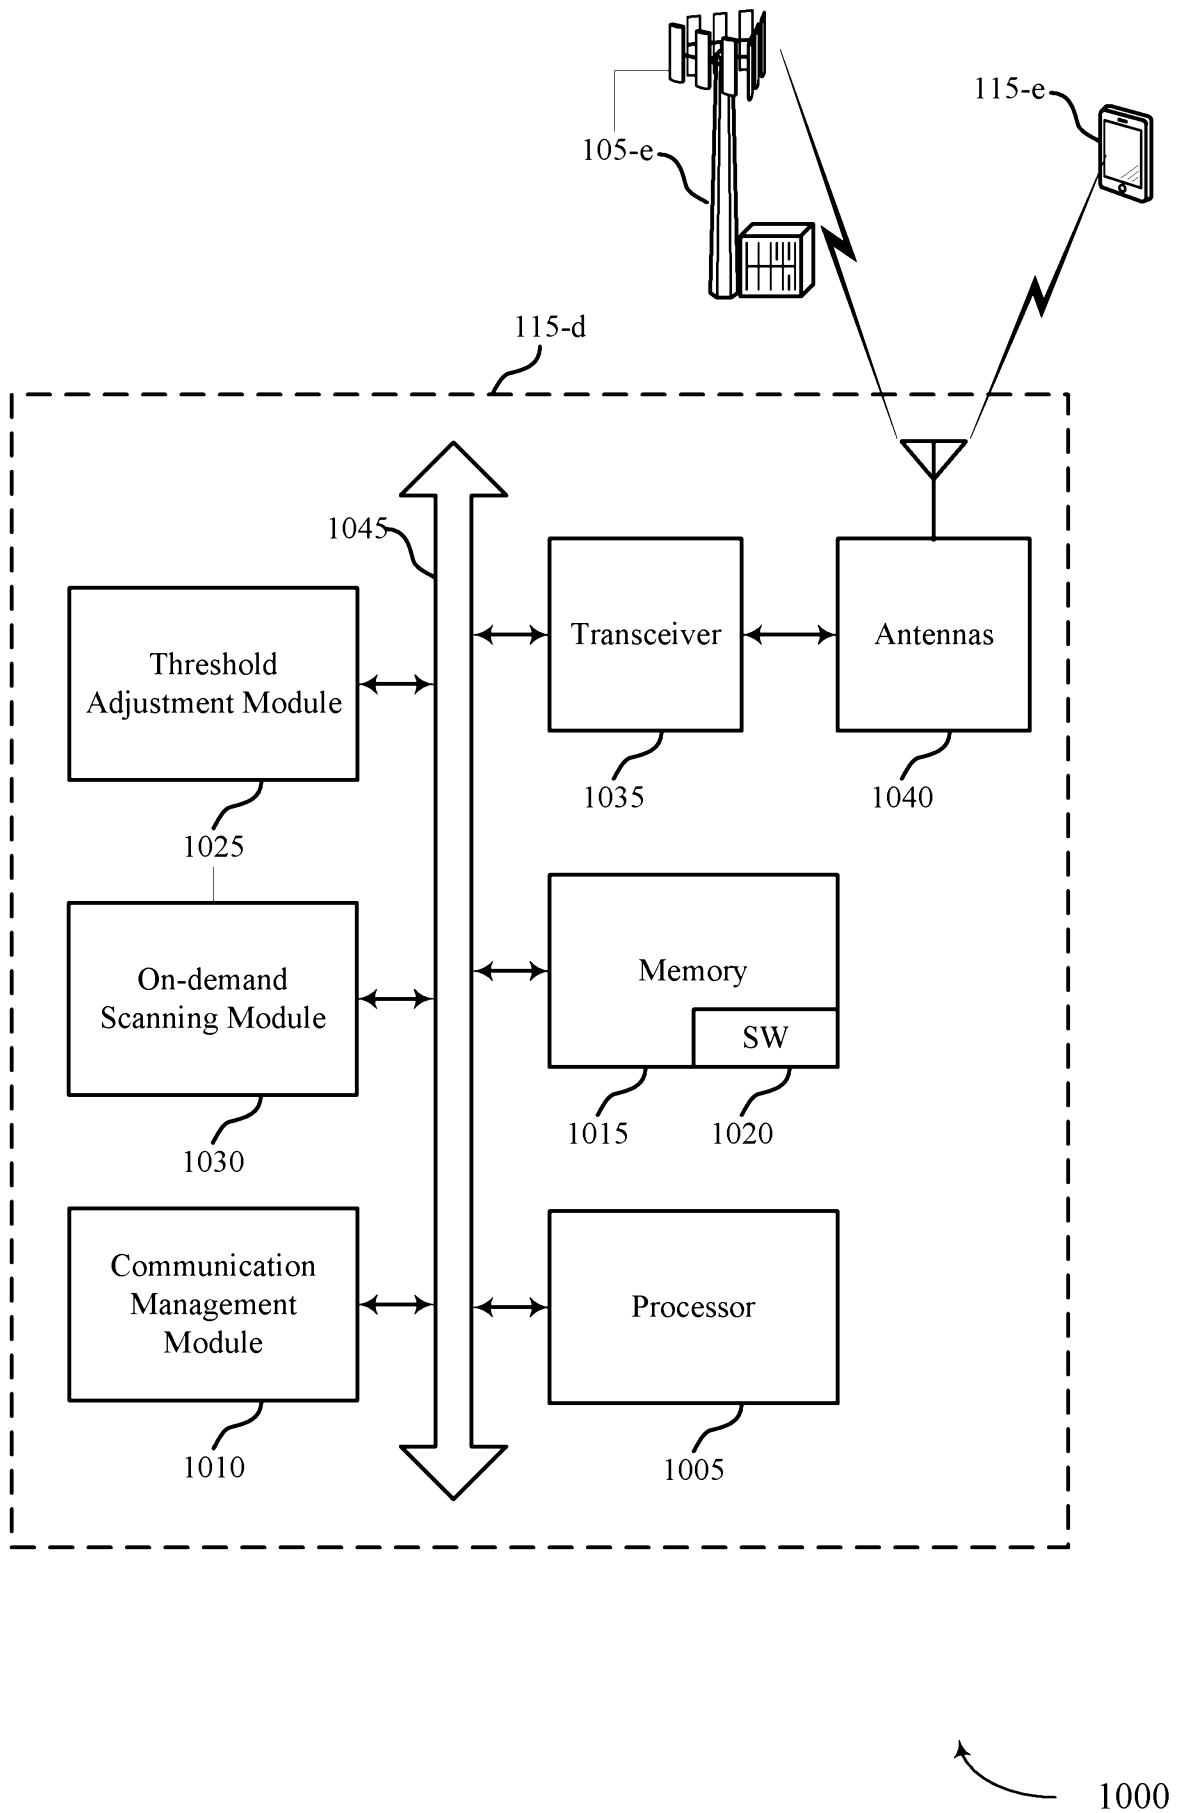 115-e
105-e
115-d
1045
Transceiver
Antennas
Threshold
Adjustment Module
1035
1040
1025
On-demand
Scanning Module
Memory
SW
1015
1020
1030
Communication
Management
Module
Processor
1010
1005
1000